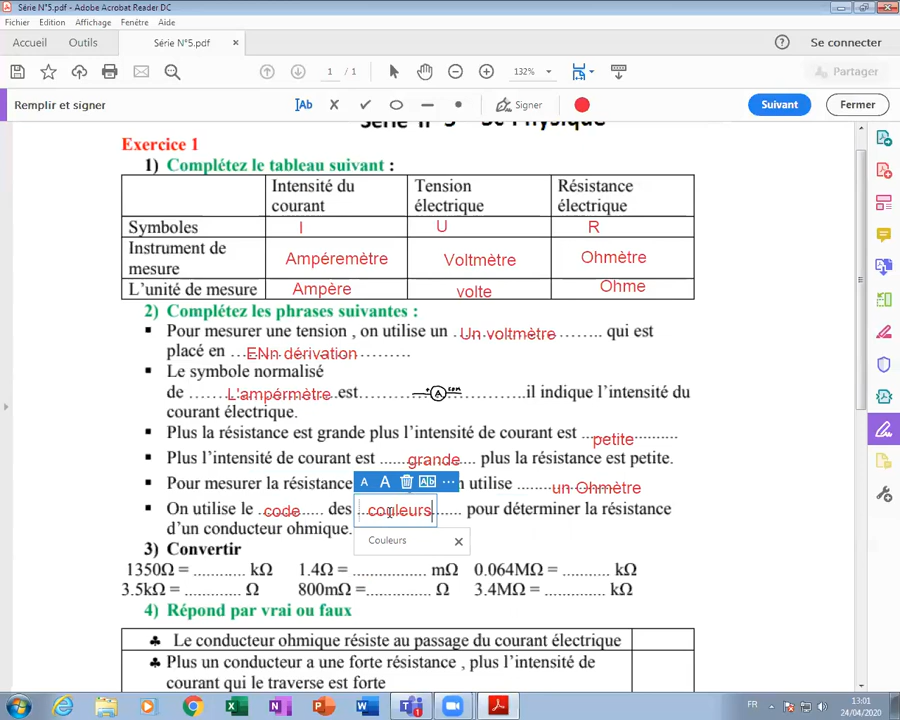 Série N°5.pdf - Adobe Acrobat Reader DC
Fichier Edition Affichage Fenêtre Aide
Accueil Outils Série N°5.pdf × ? Se connecter
1 / 1 132% Partager
Remplir et signer IAb Signer Suivant Fermer
Série n°5 - 3C Physique
Exercice 1
1) Complétez le tableau suivant :
Intensité du courant Tension électrique Résistance électrique
Symboles I U R
Instrument de mesure Ampéremètre Voltmètre Ohmètre
L'unité de mesure Ampère volte Ohme
2) Complétez les phrases suivantes :
Pour mesurer une tension , on utilise un ..Un voltmètre........ qui est
placé en ...ENn dérivation...........
Le symbole normalisé
de ........L'ampérmètre.est............+ A com............il indique l'intensité du
courant électrique.
Plus la résistance est grande plus l'intensité de courant est ..petite..........
Plus l'intensité de courant est ......grande... plus la résistance est petite.
A A Ab ...
Pour mesurer la résistance n utilise ........un Ohmètre
On utilise le .code...... des couleurs...... pour déterminer la résistance
d'un conducteur ohmique.
Couleurs ×
3) Convertir
1350Ω = ............ kΩ 1.4Ω = ................. mΩ 0.064MΩ = ........... kΩ
3.5kΩ = ............ Ω 800mΩ =.............. Ω 3.4MΩ =.............. kΩ
4) Répond par vrai ou faux
♣ Le conducteur ohmique résiste au passage du courant électrique
♣ Plus un conducteur a une forte résistance , plus l'intensité de
courant qui le traverse est forte
FR 13:01
24/04/2020